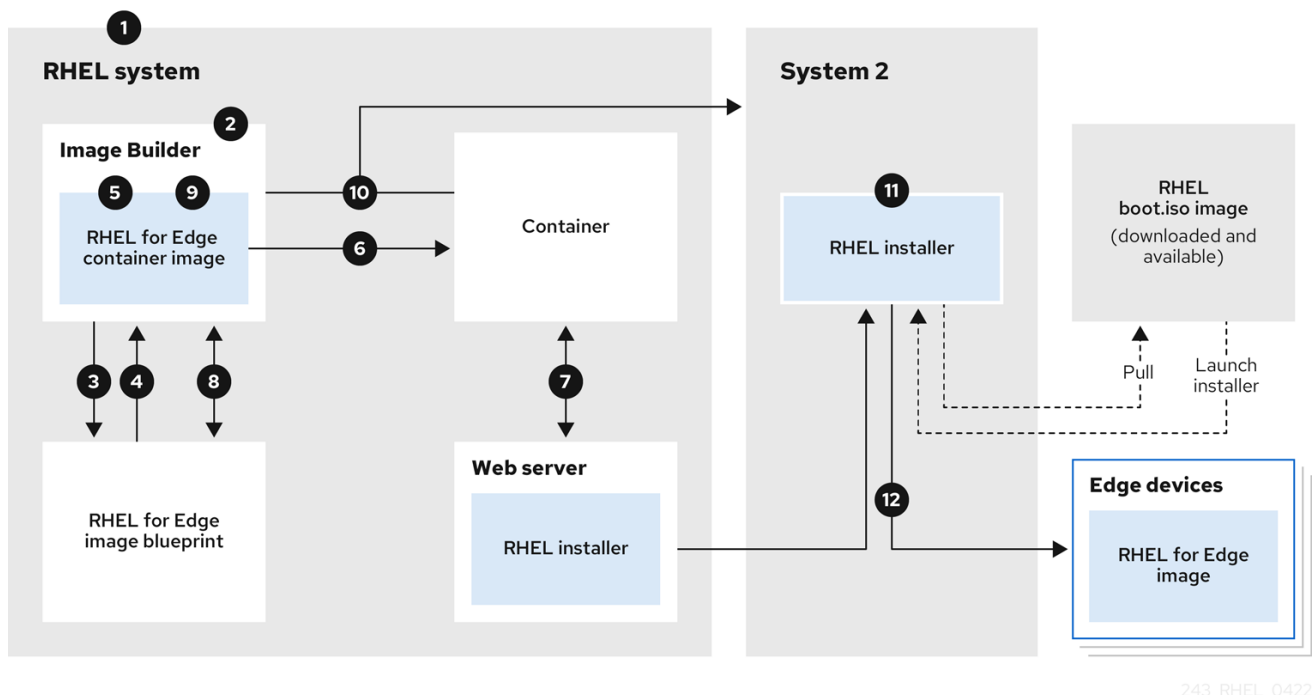 1
RHEL system
System 2
2
Image Builder
5
9
RHEL for Edge
container image
10
6
Container
11
RHEL installer
RHEL
boot.iso image
(downloaded and
available)
3
4
8
7
Pull
Launch
installer
RHEL for Edge
image blueprint
Web server
RHEL installer
12
Edge devices
RHEL for Edge
image
243_RHEL_0422